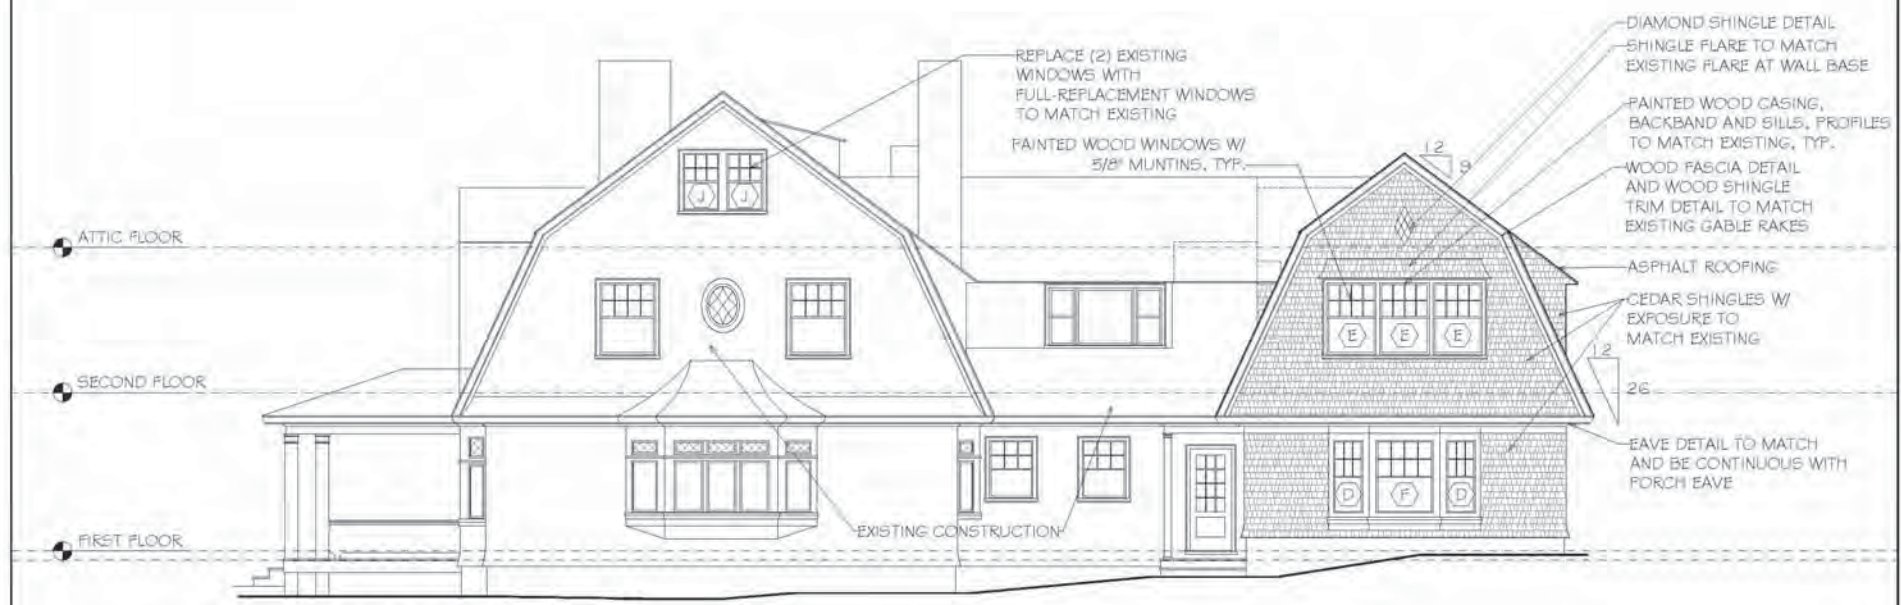 REPLACE (2) EXISTING
WINDOWS WITH
FULL-REPLACEMENT WINDOWS
TO MATCH EXISTING
PAINTED WOOD WINDOWS W/
5/8" MUNTINS, TYP.
DIAMOND SHINGLE DETAIL
SHINGLE FLARE TO MATCH
EXISTING FLARE AT WALL BASE
PAINTED WOOD CASING,
BACKBAND AND SILLS, PROFILES
TO MATCH EXISTING, TYP.
WOOD FASCIA DETAIL
AND WOOD SHINGLE
TRIM DETAIL TO MATCH
EXISTING GABLE RAKES
ASPHALT ROOFING
CEDAR SHINGLES W/
EXPOSURE TO
MATCH EXISTING
12
9
12
26
EAVE DETAIL TO MATCH
AND BE CONTINUOUS WITH
PORCH EAVE
ATTIC FLOOR
SECOND FLOOR
FIRST FLOOR
J J
E E E
D F D
EXISTING CONSTRUCTION